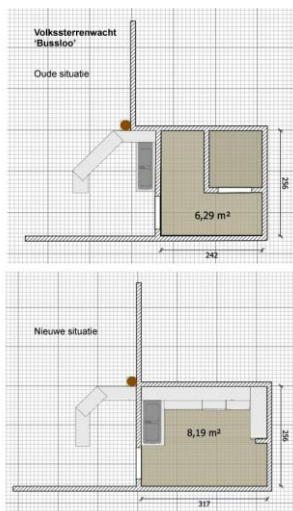 Volkssterrenwacht
'Bussloo'
Oude situatie
6,29 m²
256
242
Nieuwe situatie
8,19 m²
256
317